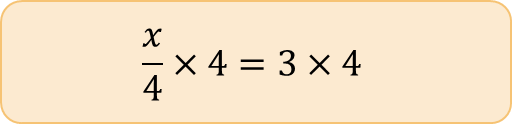 x/4 × 4 = 3 × 4